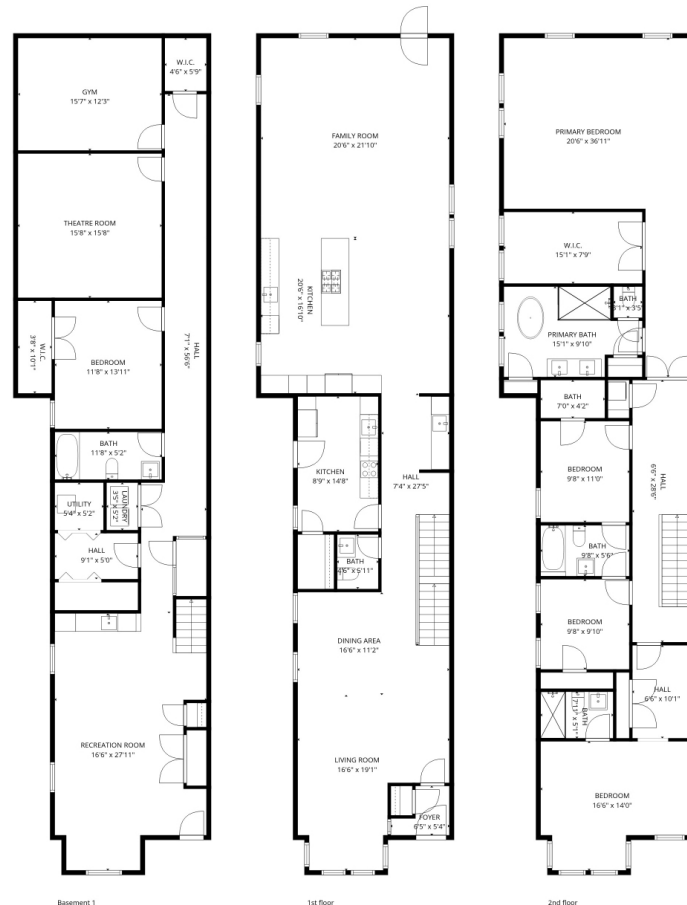 GYM
15'7" x 12'3"
W.I.C.
4'6" x 5'9"
THEATRE ROOM
15'8" x 15'8"
HALL
7'1" x 56'6"
W.I.C.
3'8" x 10'1"
BEDROOM
11'8" x 13'11"
BATH
11'8" x 5'2"
UTILITY
5'4" x 5'2"
LAUNDRY
3'5" x 5'2"
HALL
9'1" x 5'0"
RECREATION ROOM
16'6" x 27'11"
Basement 1
FAMILY ROOM
20'6" x 21'10"
KITCHEN
20'6" x 16'10"
KITCHEN
8'9" x 14'8"
HALL
7'4" x 27'5"
BATH
4'6" x 5'11"
DINING AREA
16'6" x 11'2"
LIVING ROOM
16'6" x 19'1"
FOYER
6'5" x 5'4"
1st floor
PRIMARY BEDROOM
20'6" x 36'11"
W.I.C.
15'1" x 7'9"
BATH
PRIMARY BATH
15'1" x 9'10"
BATH
7'0" x 4'2"
BEDROOM
9'8" x 11'0"
HALL
6'6" x 28'6"
BATH
9'8" x 5'6"
BEDROOM
9'8" x 9'10"
HALL
6'6" x 10'1"
BATH
7'11" x 5'1"
BEDROOM
16'6" x 14'0"
2nd floor